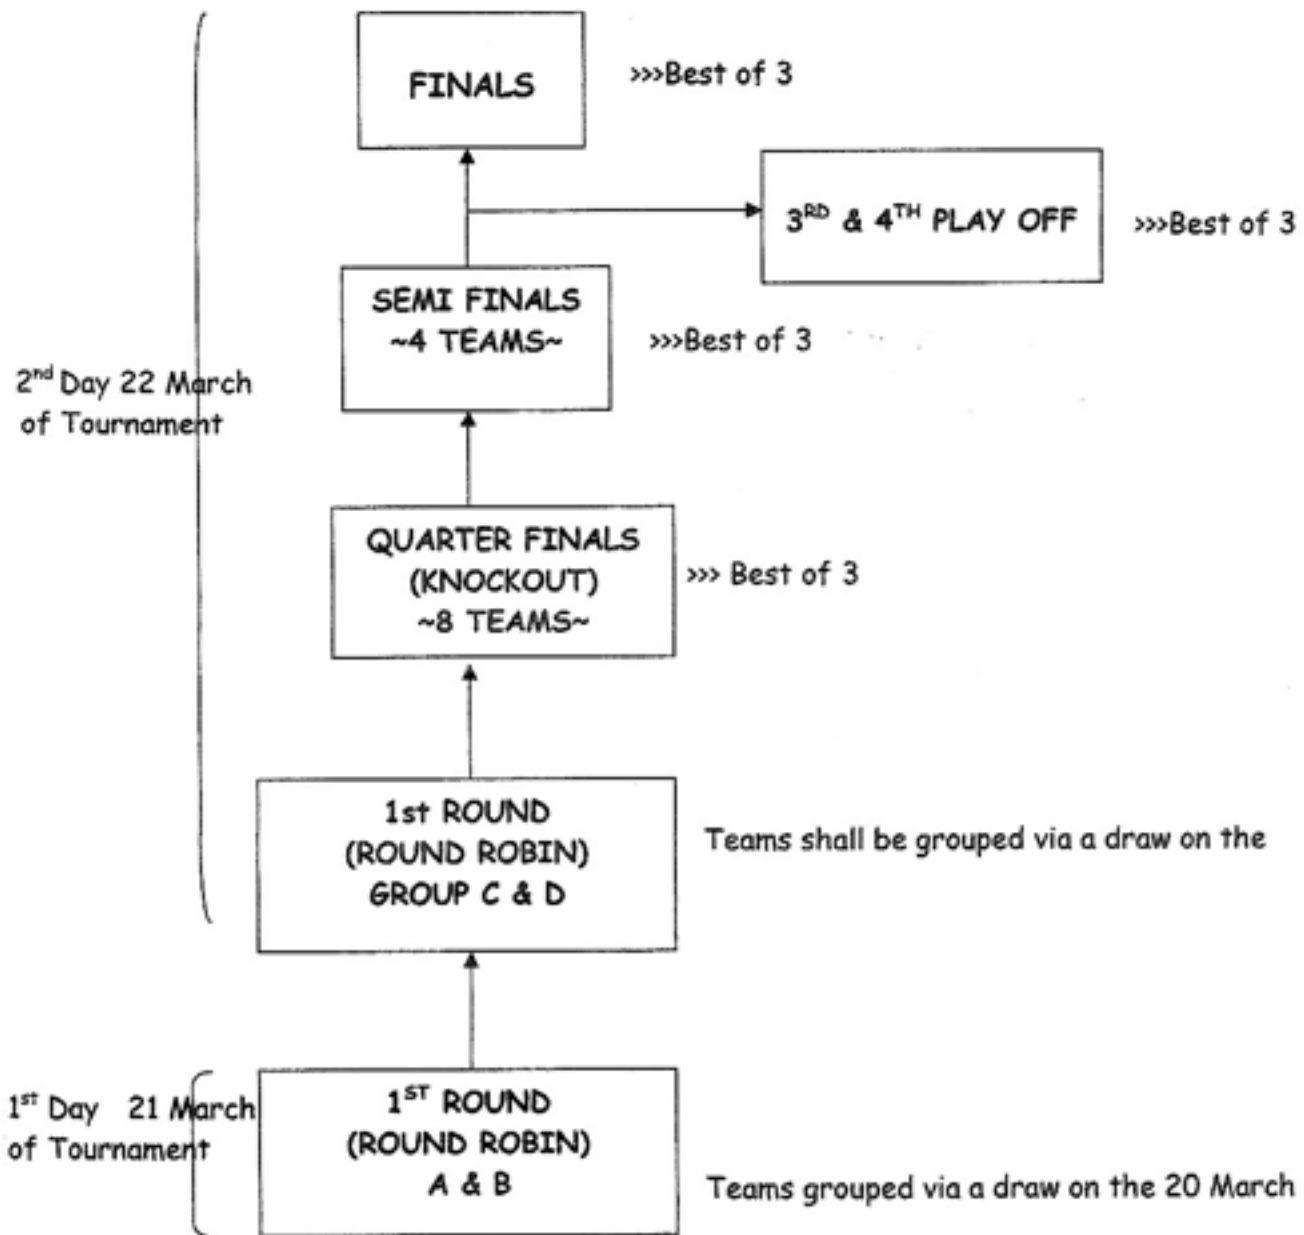 FINALS
>>>Best of 3
3RD & 4TH PLAY OFF
>>>Best of 3
SEMI FINALS
~4 TEAMS~
>>>Best of 3
2nd Day 22 March
of Tournament
QUARTER FINALS
(KNOCKOUT)
~8 TEAMS~
>>> Best of 3
1st ROUND
(ROUND ROBIN)
GROUP C & D
Teams shall be grouped via a draw on the
1st Day 21 March
of Tournament
1ST ROUND
(ROUND ROBIN)
A & B
Teams grouped via a draw on the 20 March